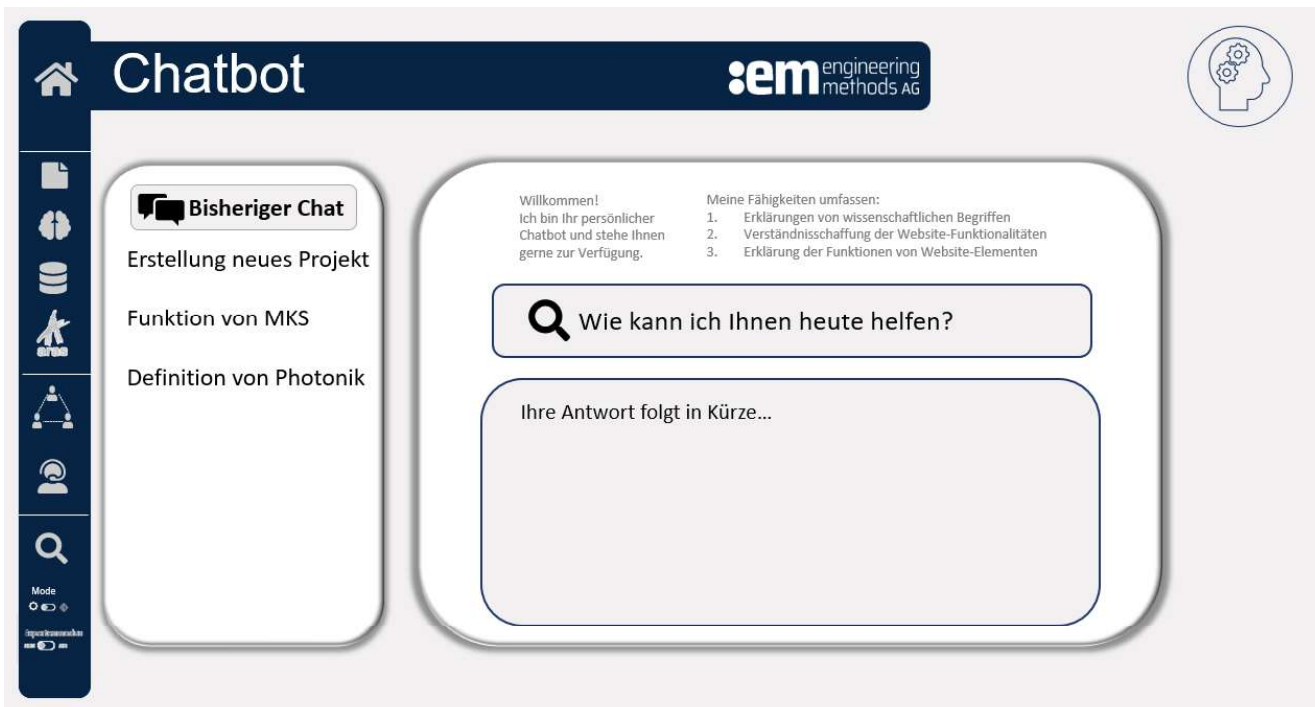 Chatbot
:em engineering
methods AG
Bisheriger Chat
Erstellung neues Projekt
Funktion von MKS
Definition von Photonik
Willkommen!
Ich bin Ihr persönlicher
Chatbot und stehe Ihnen
gerne zur Verfügung.
Meine Fähigkeiten umfassen:
1. Erklärungen von wissenschaftlichen Begriffen
2. Verständnisschaffung der Website-Funktionalitäten
3. Erklärung der Funktionen von Website-Elementen
Wie kann ich Ihnen heute helfen?
Ihre Antwort folgt in Kürze...
Mode